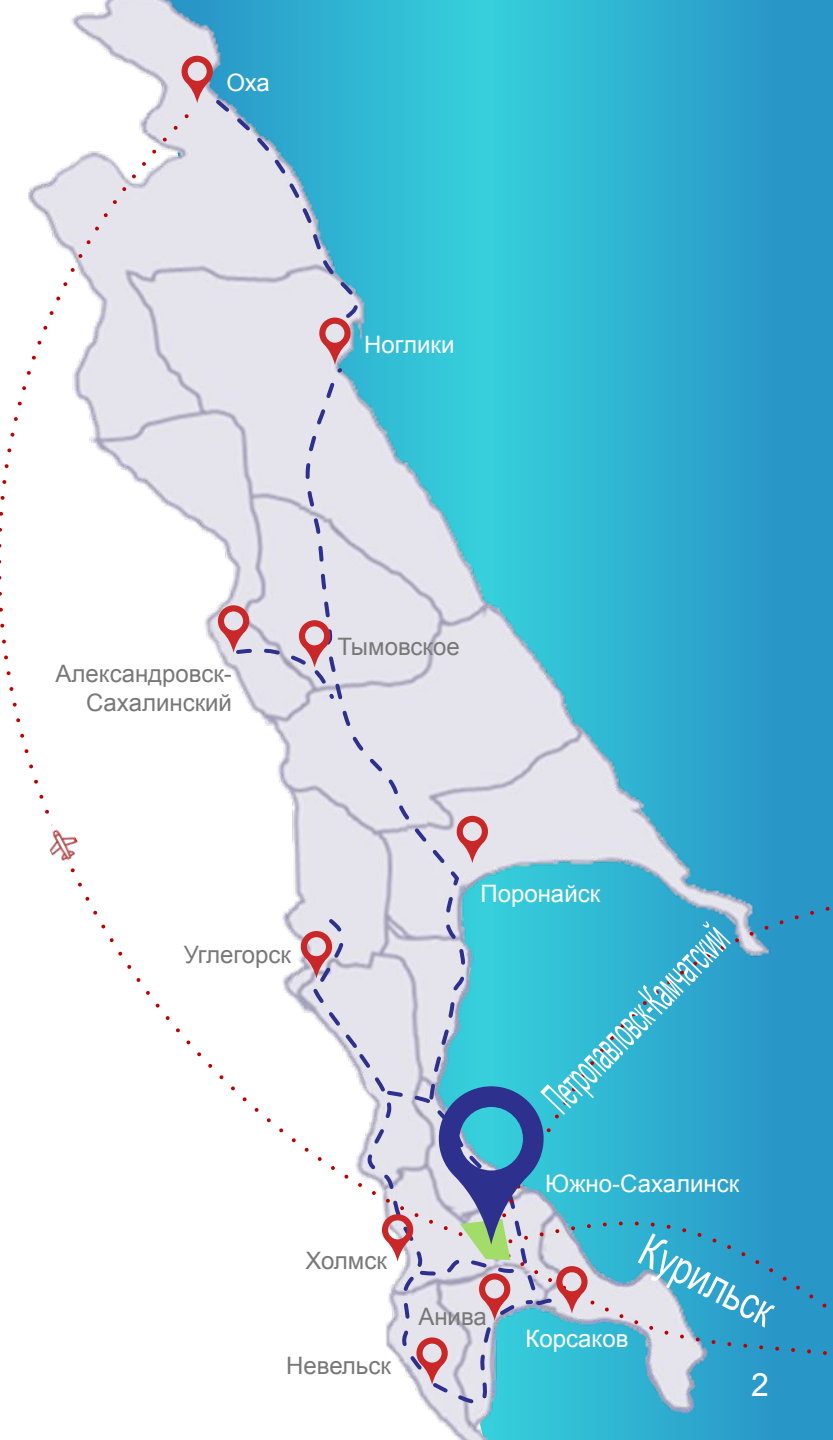 Оха
Ноглики
Тымовское
Александровск-
Сахалинский
Поронайск
Углегорск
Петропавловск-Камчатский
Южно-Сахалинск
Холмск
Курильск
Анива
Корсаков
Невельск
2